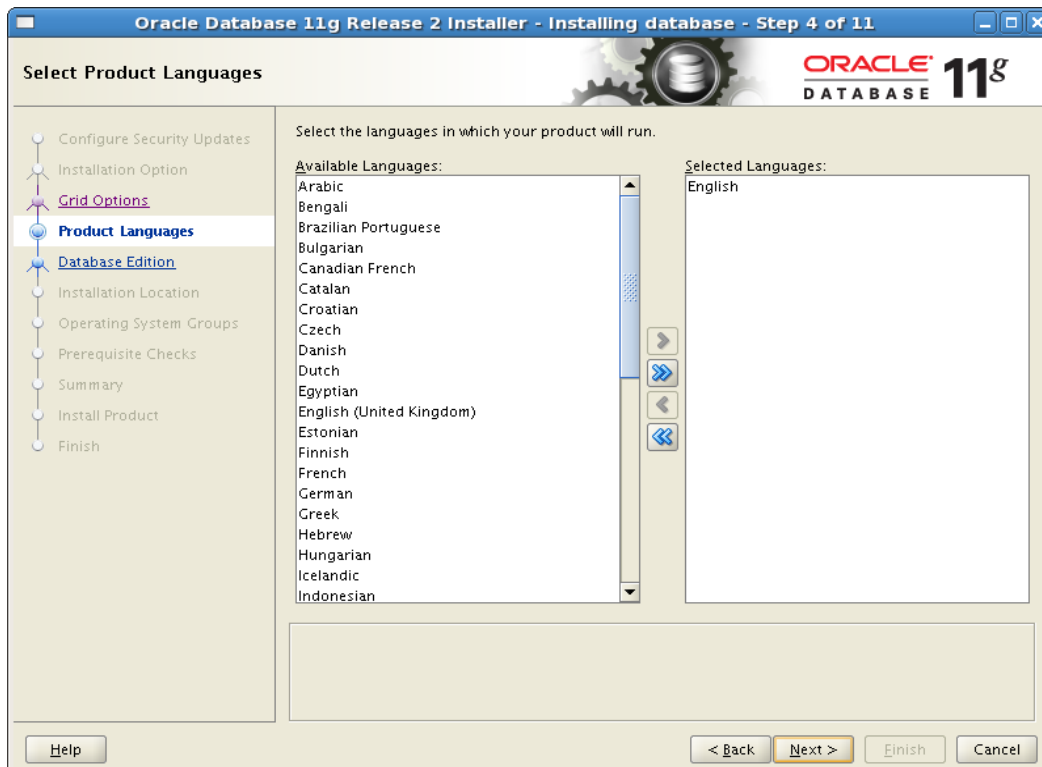 Oracle Database 11g Release 2 Installer - Installing database - Step 4 of 11
Select Product Languages
ORACLE
DATABASE
11g
Configure Security Updates
Installation Option
Grid Options
Product Languages
Database Edition
Installation Location
Operating System Groups
Prerequisite Checks
Summary
Install Product
Finish
Select the languages in which your product will run.
Available Languages:
Arabic
Bengali
Brazilian Portuguese
Bulgarian
Canadian French
Catalan
Croatian
Czech
Danish
Dutch
Egyptian
English (United Kingdom)
Estonian
Finnish
French
German
Greek
Hebrew
Hungarian
Icelandic
Indonesian
Selected Languages:
English
Help
< Back
Next >
Finish
Cancel